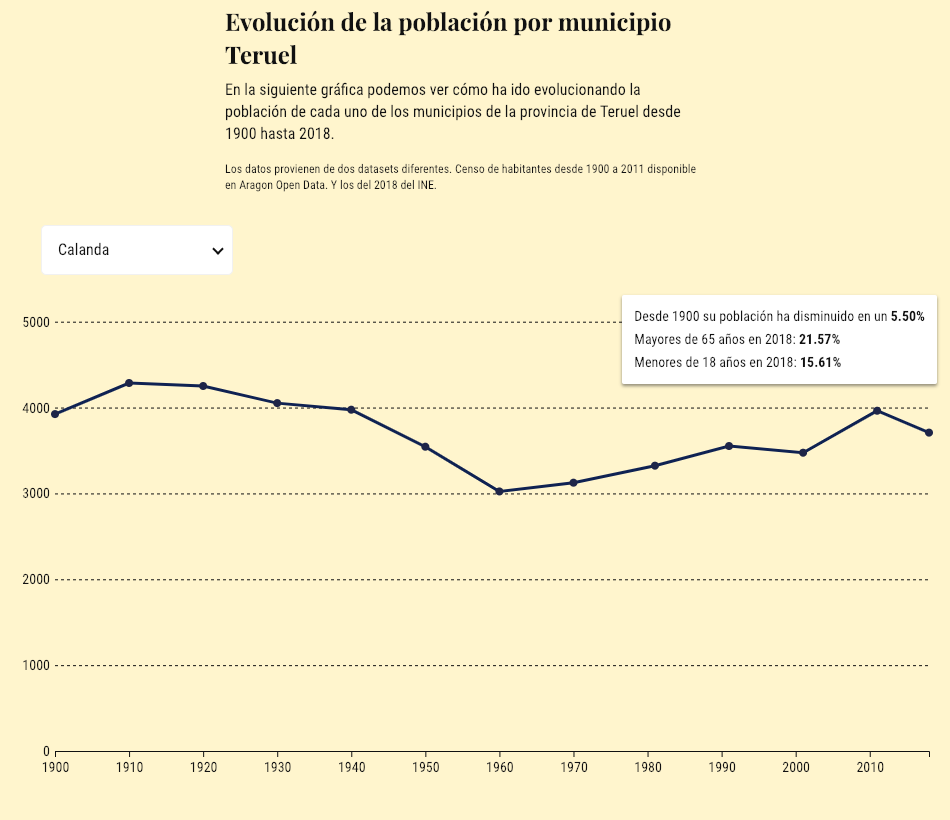 Evolución de la población por municipio
Teruel
En la siguiente gráfica podemos ver cómo ha ido evolucionando la
población de cada uno de los municipios de la provincia de Teruel desde
1900 hasta 2018.
Los datos provienen de dos datasets diferentes. Censo de habitantes desde 1900 a 2011 disponible
en Aragon Open Data. Y los del 2018 del INE.
Calanda
Desde 1900 su población ha disminuido en un 5.50%
Mayores de 65 años en 2018: 21.57%
Menores de 18 años en 2018: 15.61%
5000
4000
3000
2000
1000
0
1900 1910 1920 1930 1940 1950 1960 1970 1980 1990 2000 2010